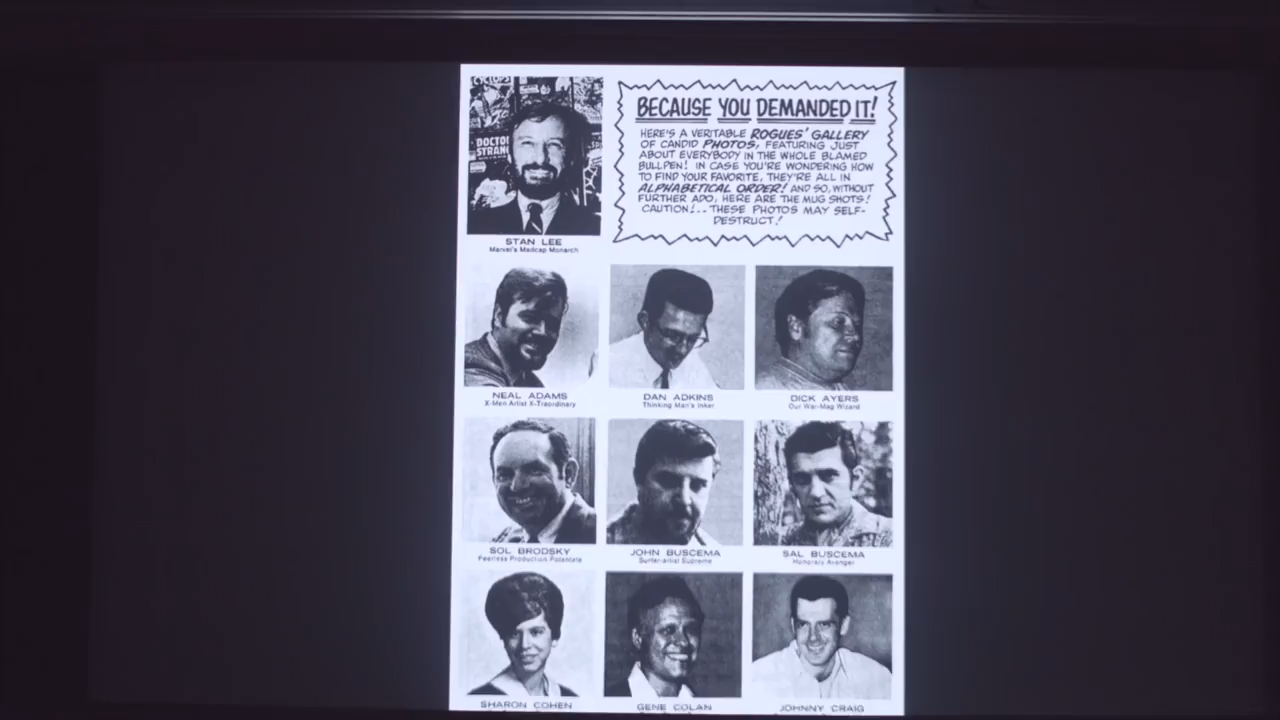 CYCLOPS
DOCTOR
STRANGE
BECAUSE YOU DEMANDED IT!
HERE'S A VERITABLE ROGUES' GALLERY
OF CANDID PHOTOS, FEATURING JUST
ABOUT EVERYBODY IN THE WHOLE BLAMED
BULLPEN! IN CASE YOU'RE WONDERING HOW
TO FIND YOUR FAVORITE, THEY'RE ALL IN
ALPHABETICAL ORDER! AND SO, WITHOUT
FURTHER ADO, HERE ARE THE MUG SHOTS!
CAUTION!.. THESE PHOTOS MAY SELF-
DESTRUCT!
STAN LEE
Marvel's Madcap Monarch
NEAL ADAMS
X-Men Artist X-Traordinary
DAN ADKINS
Thinking Man's Inker
DICK AYERS
Our War-Mag Wizard
SOL BRODSKY
Fearless Production Potentate
JOHN BUSCEMA
Surfer-artist Supreme
SAL BUSCEMA
Honorary Avenger
SHARON COHEN
GENE COLAN
JOHNNY CRAIG